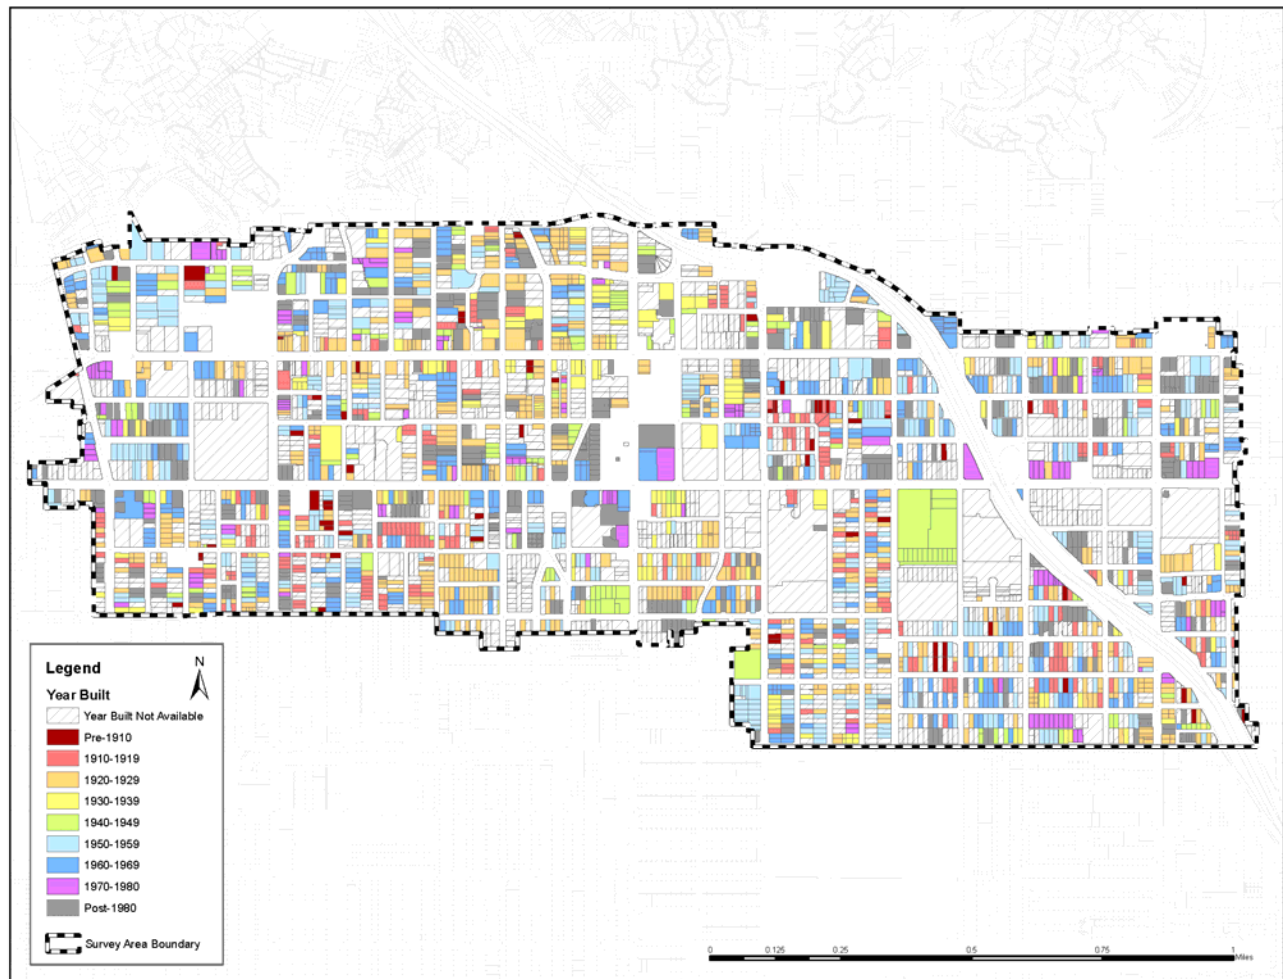 Legend
N
Year Built
Year Built Not Available
Pre-1910
1910-1919
1920-1929
1930-1939
1940-1949
1950-1959
1960-1969
1970-1980
Post-1980
Survey Area Boundary
0 0.125 0.25 0.5 0.75 1
Miles